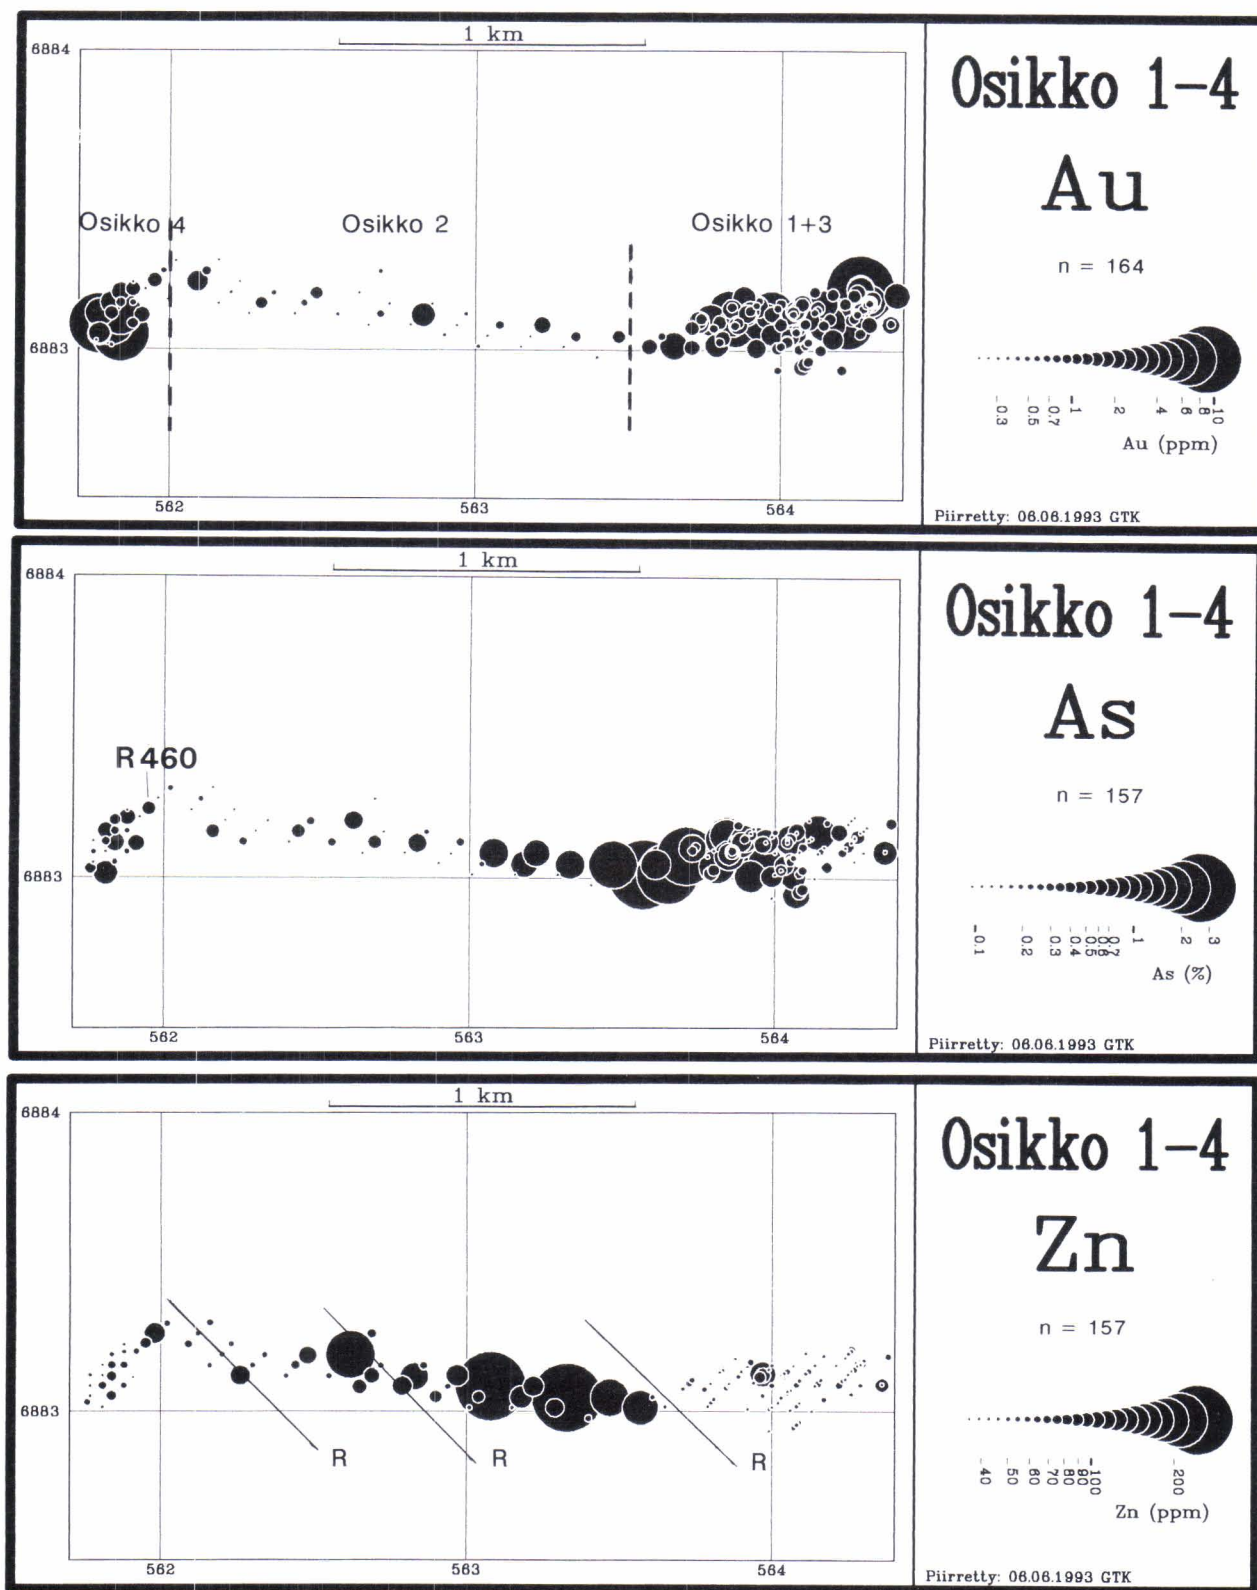 1 km
6884
Osikko 4
Osikko 2
Osikko 1+3
6883
562
563
564
Osikko 1-4
Au
n = 164
0.3
0.5
0.7
1
2
4
6
8
10
Au (ppm)
Piirretty: 06.06.1993 GTK
1 km
6884
R460
6883
562
563
564
Osikko 1-4
As
n = 157
0.1
0.2
0.3
0.4
0.5
0.6
0.7
1
2
3
As (%)
Piirretty: 06.06.1993 GTK
1 km
6884
6883
R
R
R
562
563
564
Osikko 1-4
Zn
n = 157
40
50
60
70
80
90
100
200
Zn (ppm)
Piirretty: 06.06.1993 GTK